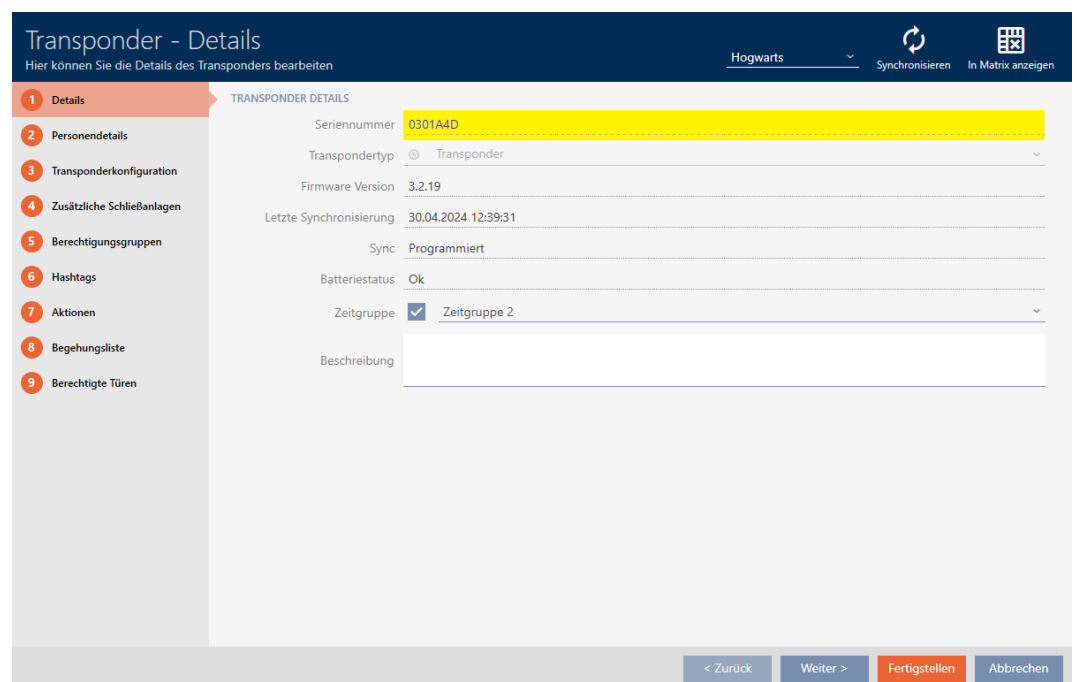 Transponder - Details
Hier können Sie die Details des Transponders bearbeiten
Hogwarts
Synchronisieren
In Matrix anzeigen
1 Details
2 Personendetails
3 Transponderkonfiguration
4 Zusätzliche Schließanlagen
5 Berechtigungsgruppen
6 Hashtags
7 Aktionen
8 Begehungsliste
9 Berechtigte Türen
TRANSPONDER DETAILS
Seriennummer 0301A4D
Transpondertyp Transponder
Firmware Version 3.2.19
Letzte Synchronisierung 30.04.2024 12:39:31
Sync Programmiert
Batteriestatus Ok
Zeitgruppe Zeitgruppe 2
Beschreibung
< Zurück
Weiter >
Fertigstellen
Abbrechen